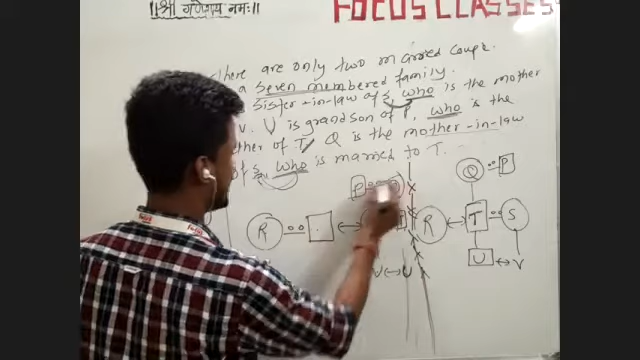 ॥श्री गणेशाय नमः॥
FOCUS CLASSES
There are only two married couple
a seven membered family.
Sister-in-law of S, who is the mother
V. U is grandson of P, who is the
ther of T, Q is the mother-in-law
of S, who is married to T.
Q P
P
R R T S
U V